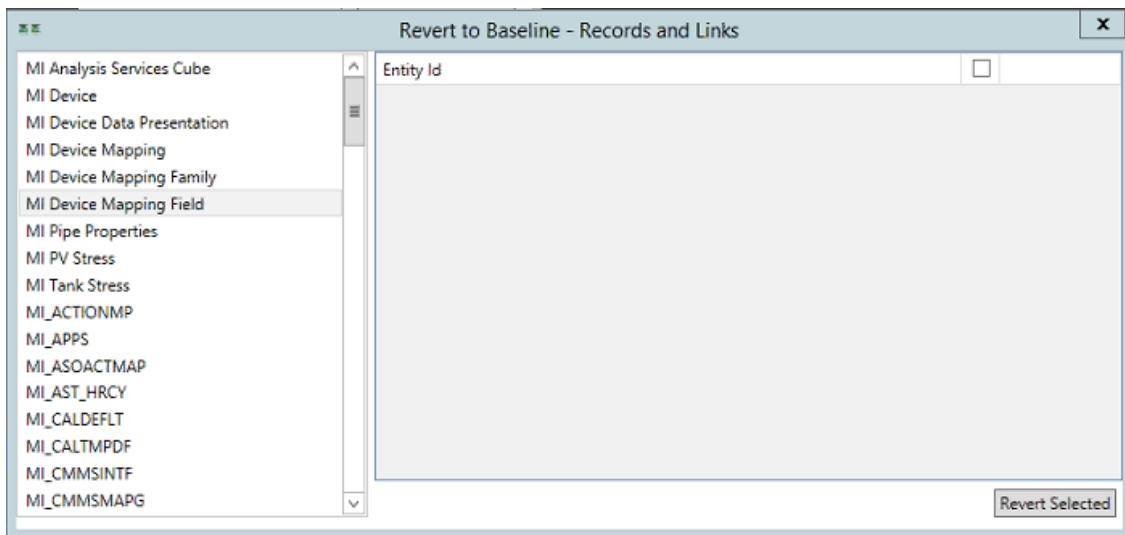 Revert to Baseline - Records and Links
x
MI Analysis Services Cube
MI Device
MI Device Data Presentation
MI Device Mapping
MI Device Mapping Family
MI Device Mapping Field
MI Pipe Properties
MI PV Stress
MI Tank Stress
MI_ACTIONMP
MI_APPS
MI_ASOACTMAP
MI_AST_HRCY
MI_CALDEFLT
MI_CALTMPDF
MI_CMMSINTF
MI_CMMSMAPG
Entity Id
Revert Selected